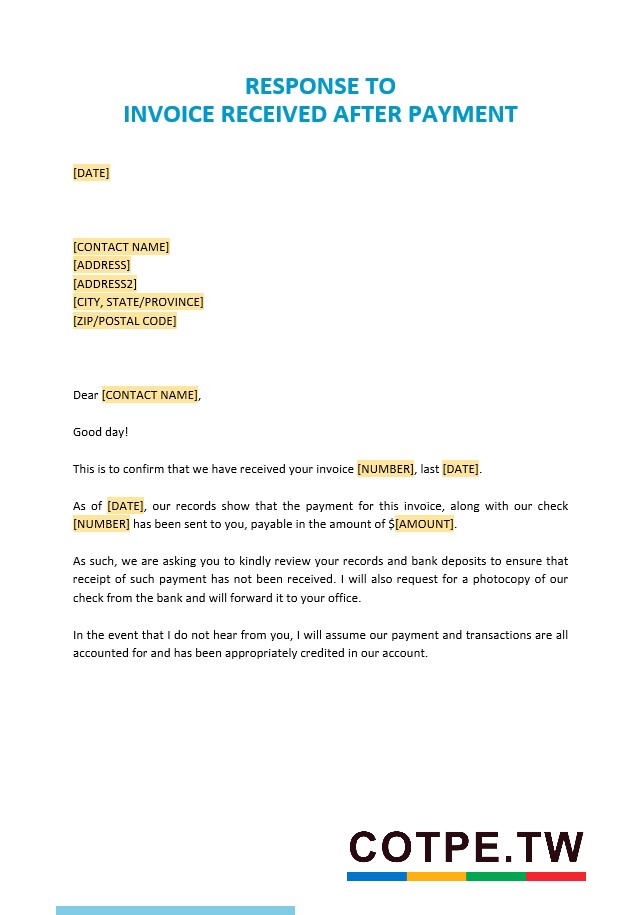 RESPONSE TO
INVOICE RECEIVED AFTER PAYMENT
[DATE]
[CONTACT NAME]
[ADDRESS]
[ADDRESS2]
[CITY, STATE/PROVINCE]
[ZIP/POSTAL CODE]
Dear [CONTACT NAME],
Good day!
This is to confirm that we have received your invoice [NUMBER], last [DATE].
As of [DATE], our records show that the payment for this invoice, along with our check
[NUMBER] has been sent to you, payable in the amount of $[AMOUNT].
As such, we are asking you to kindly review your records and bank deposits to ensure that
receipt of such payment has not been received. I will also request for a photocopy of our
check from the bank and will forward it to your office.
In the event that I do not hear from you, I will assume our payment and transactions are all
accounted for and has been appropriately credited in our account.
COTPE.TW